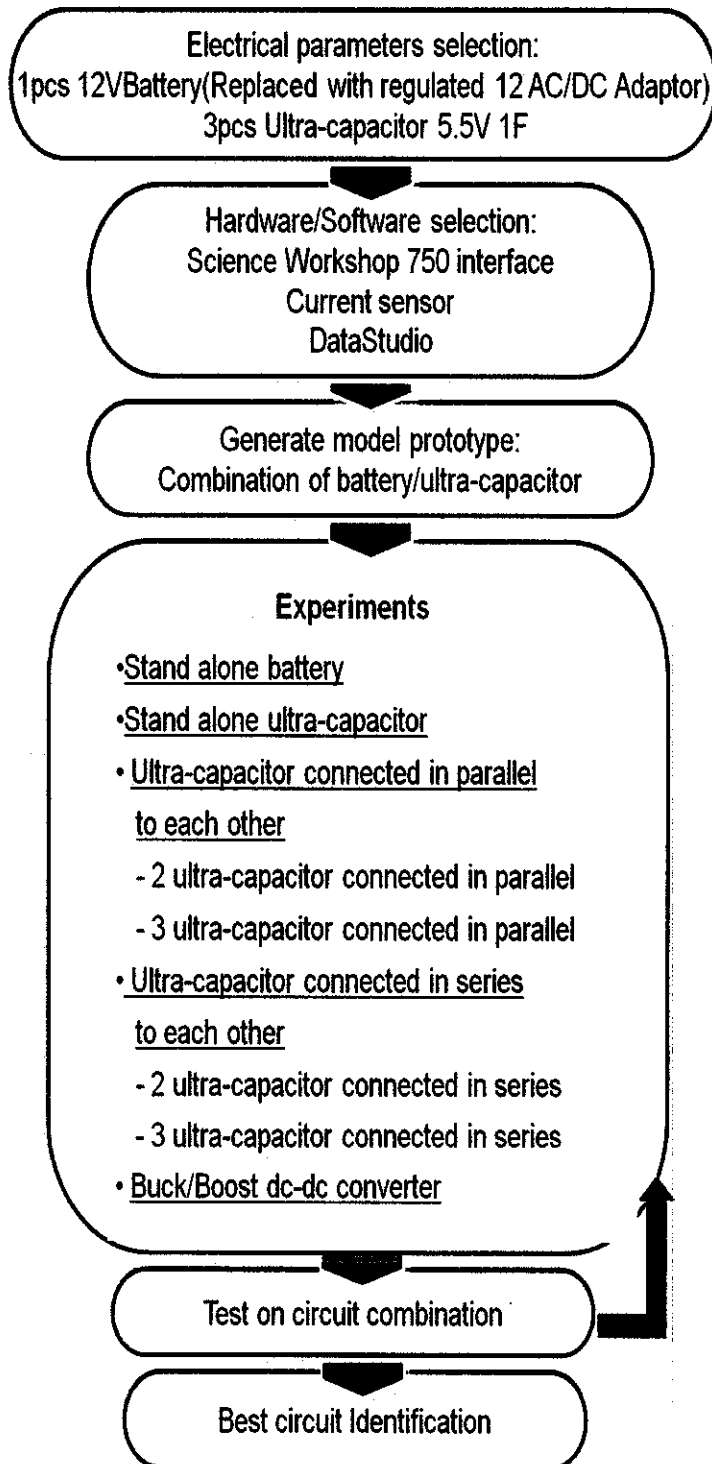 Electrical parameters selection:
1pcs 12VBattery(Replaced with regulated 12 AC/DC Adaptor)
3pcs Ultra-capacitor 5.5V 1F
Hardware/Software selection:
Science Workshop 750 interface
Current sensor
DataStudio
Generate model prototype:
Combination of battery/ultra-capacitor
Experiments
•Stand alone battery
•Stand alone ultra-capacitor
• Ultra-capacitor connected in parallel
to each other
- 2 ultra-capacitor connected in parallel
- 3 ultra-capacitor connected in parallel
• Ultra-capacitor connected in series
to each other
- 2 ultra-capacitor connected in series
- 3 ultra-capacitor connected in series
• Buck/Boost dc-dc converter
Test on circuit combination
Best circuit Identification